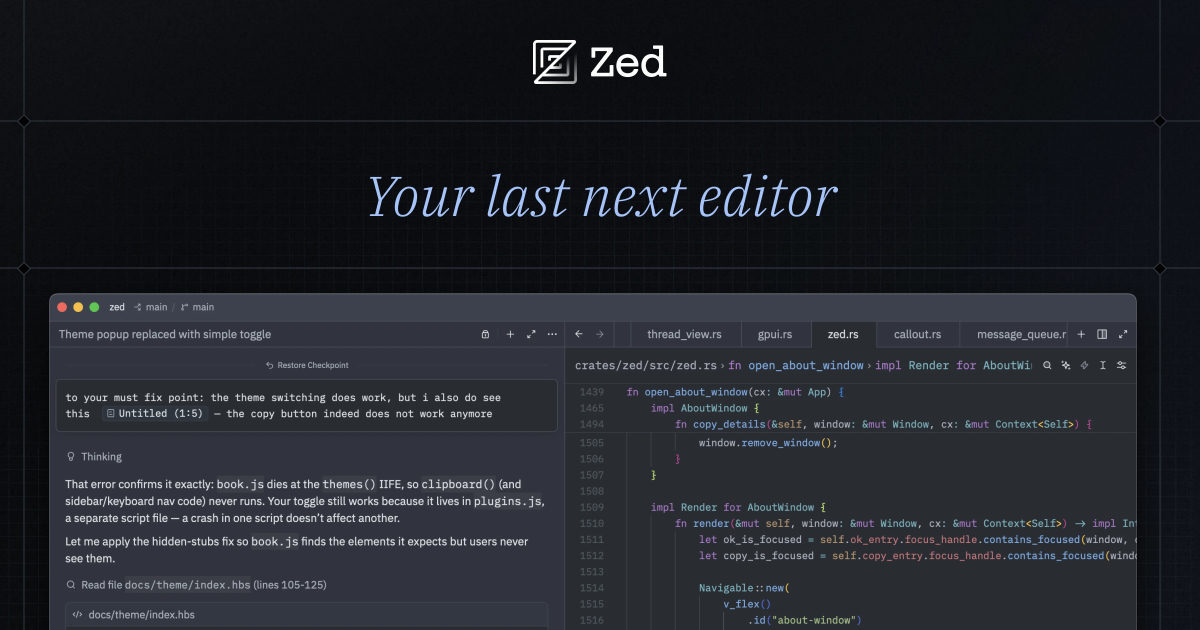 Zed
Your last next editor
zed main / main
Theme popup replaced with simple toggle
Restore Checkpoint
to your must fix point: the theme switching does work, but i also do see
this Untitled (1:5) — the copy button indeed does not work anymore
Thinking
That error confirms it exactly: book.js dies at the themes() IIFE, so clipboard() (and
sidebar/keyboard nav code) never runs. Your toggle still works because it lives in plugins.js,
a separate script file — a crash in one script doesn't affect another.
Let me apply the hidden-stubs fix so book.js finds the elements it expects but users never
see them.
Read file docs/theme/index.hbs (lines 105-125)
docs/theme/index.hbs
thread_view.rs gpui.rs zed.rs callout.rs message_queue.r
crates/zed/src/zed.rs › fn open_about_window › impl Render for AboutWi
1439 fn open_about_window(cx: &mut App) {
1465 impl AboutWindow {
1494 fn copy_details(&self, window: &mut Window, cx: &mut Context<Self>) {
1505 window.remove_window();
1506 }
1507 }
1508
1509 impl Render for AboutWindow {
1510 fn render(&mut self, window: &mut Window, cx: &mut Context<Self>) → impl Int
1511 let ok_is_focused = self.ok_entry.focus_handle.contains_focused(window, c
1512 let copy_is_focused = self.copy_entry.focus_handle.contains_focused(windo
1513
1514 Navigable::new(
1515 v_flex()
1516 .id("about-window")